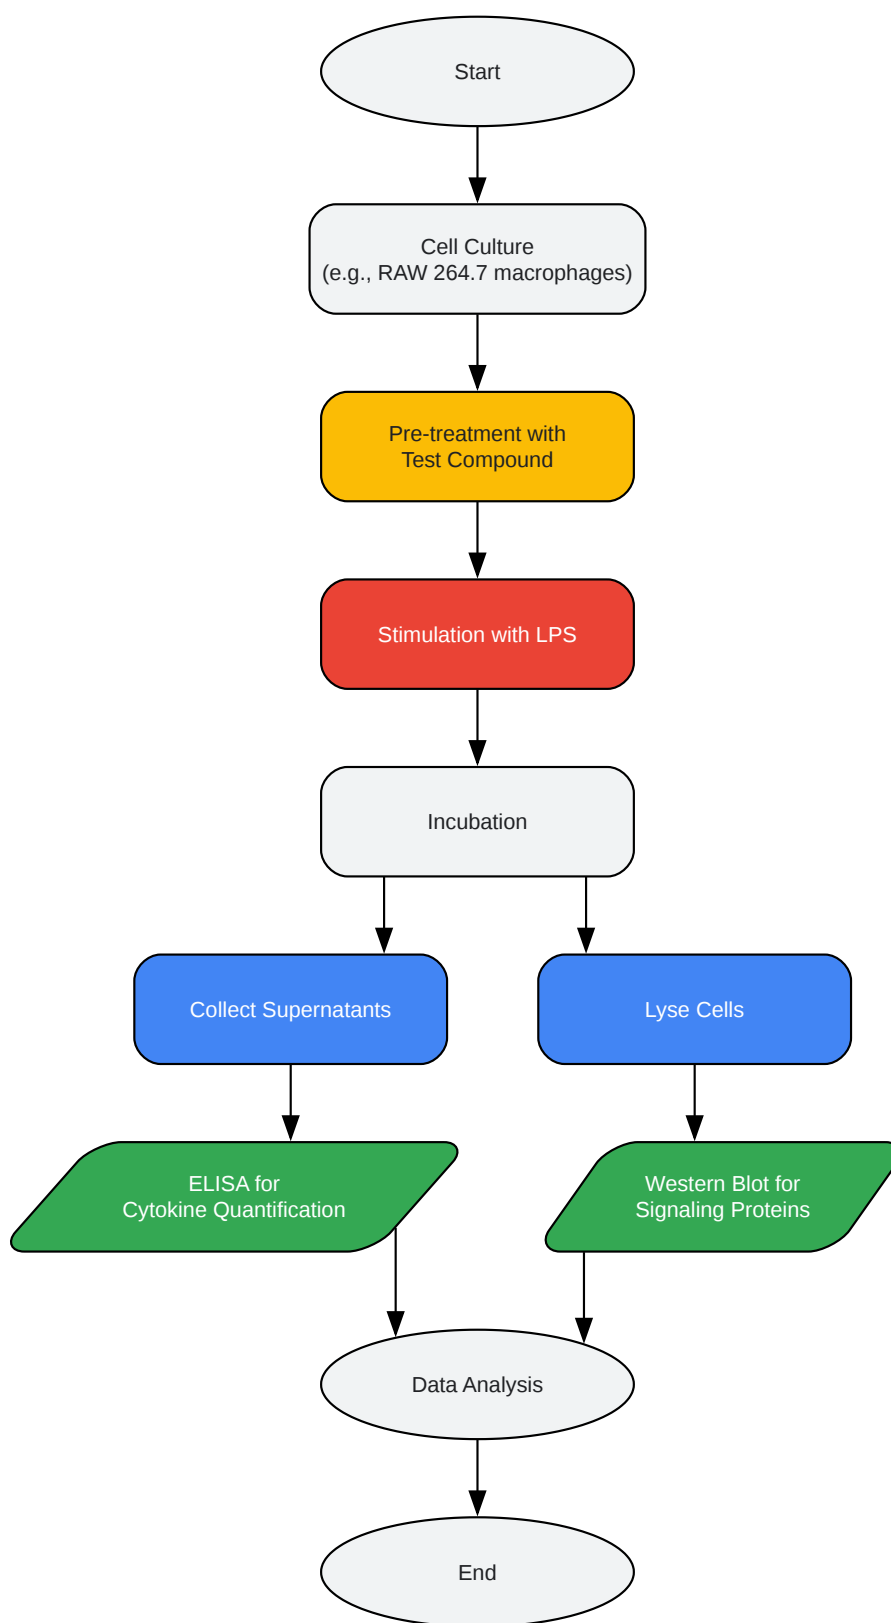 Start
Cell Culture
(e.g., RAW 264.7 macrophages)
Pre-treatment with
Test Compound
Stimulation with LPS
Incubation
Collect Supernatants
Lyse Cells
ELISA for
Cytokine Quantification
Western Blot for
Signaling Proteins
Data Analysis
End